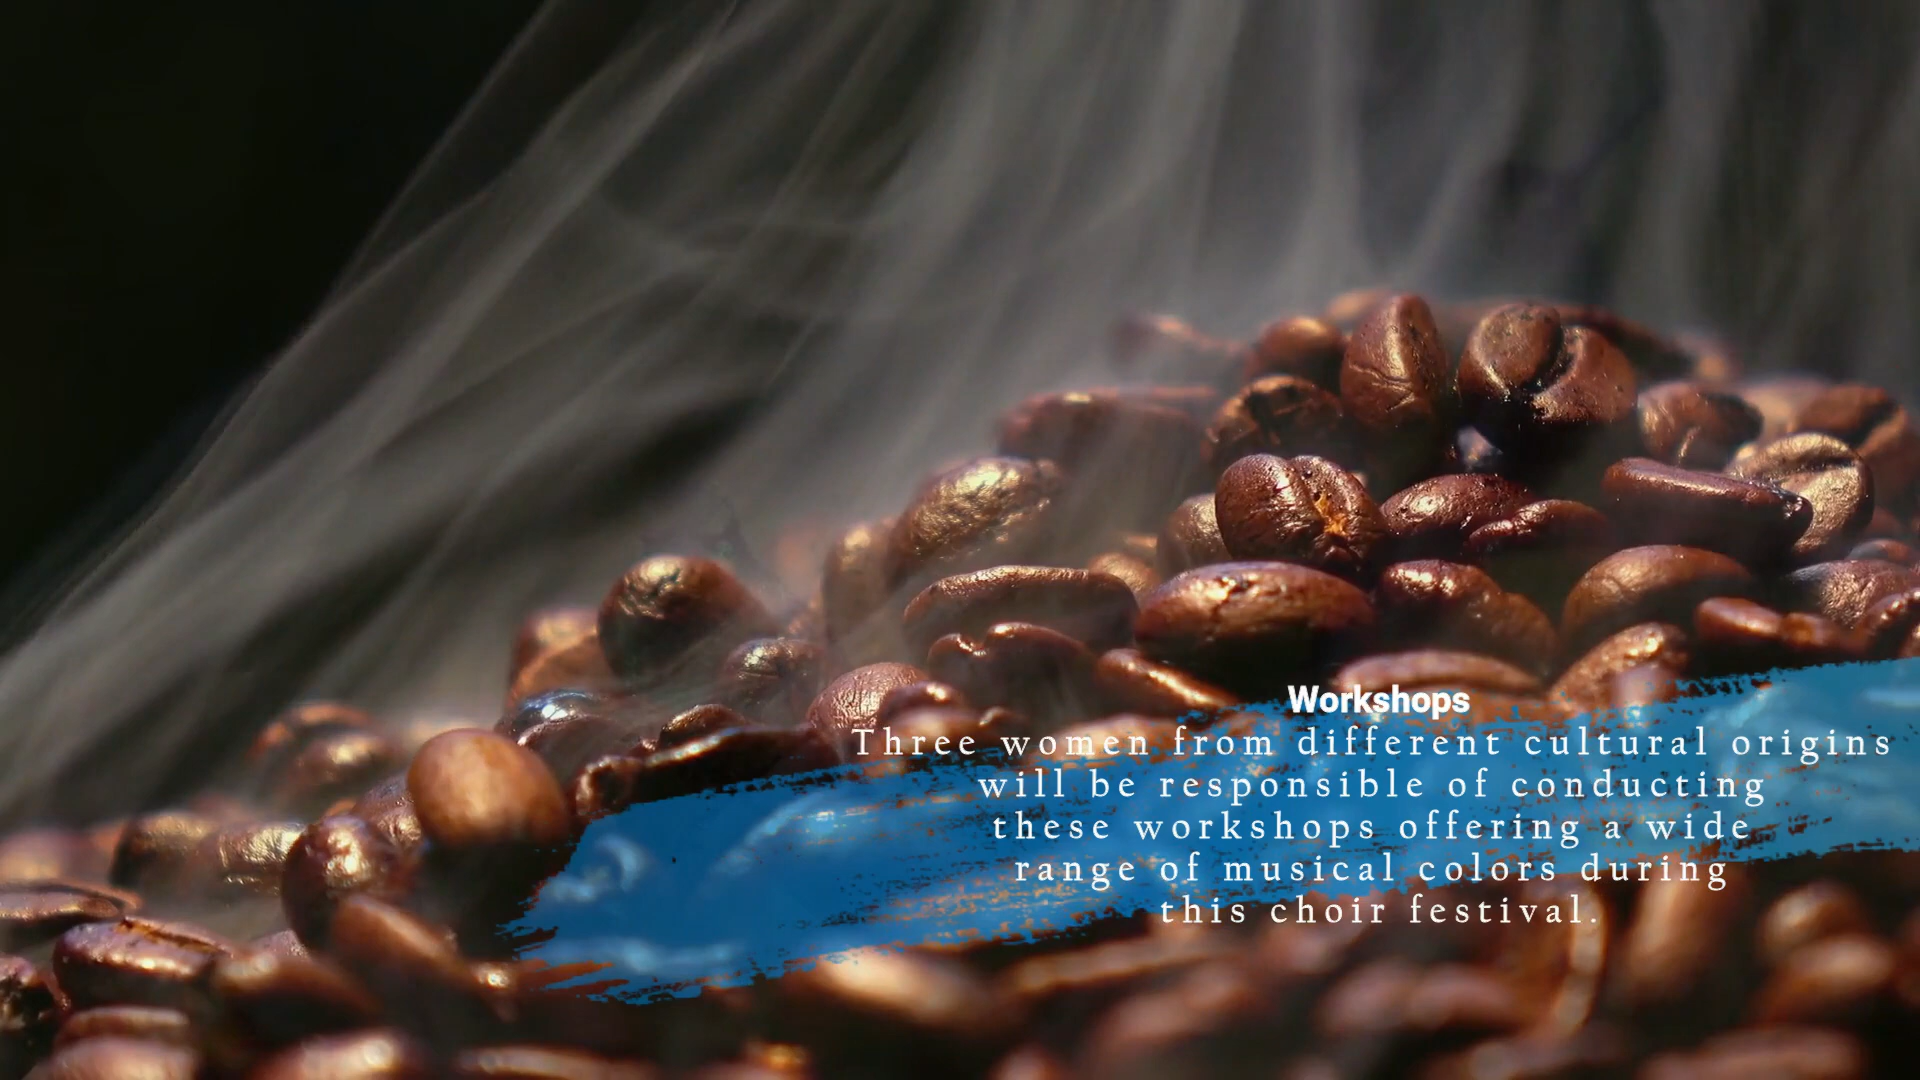 Workshops
Three women from different cultural origins
will be responsible of conducting
these workshops offering a wide
range of musical colors during
this choir festival.